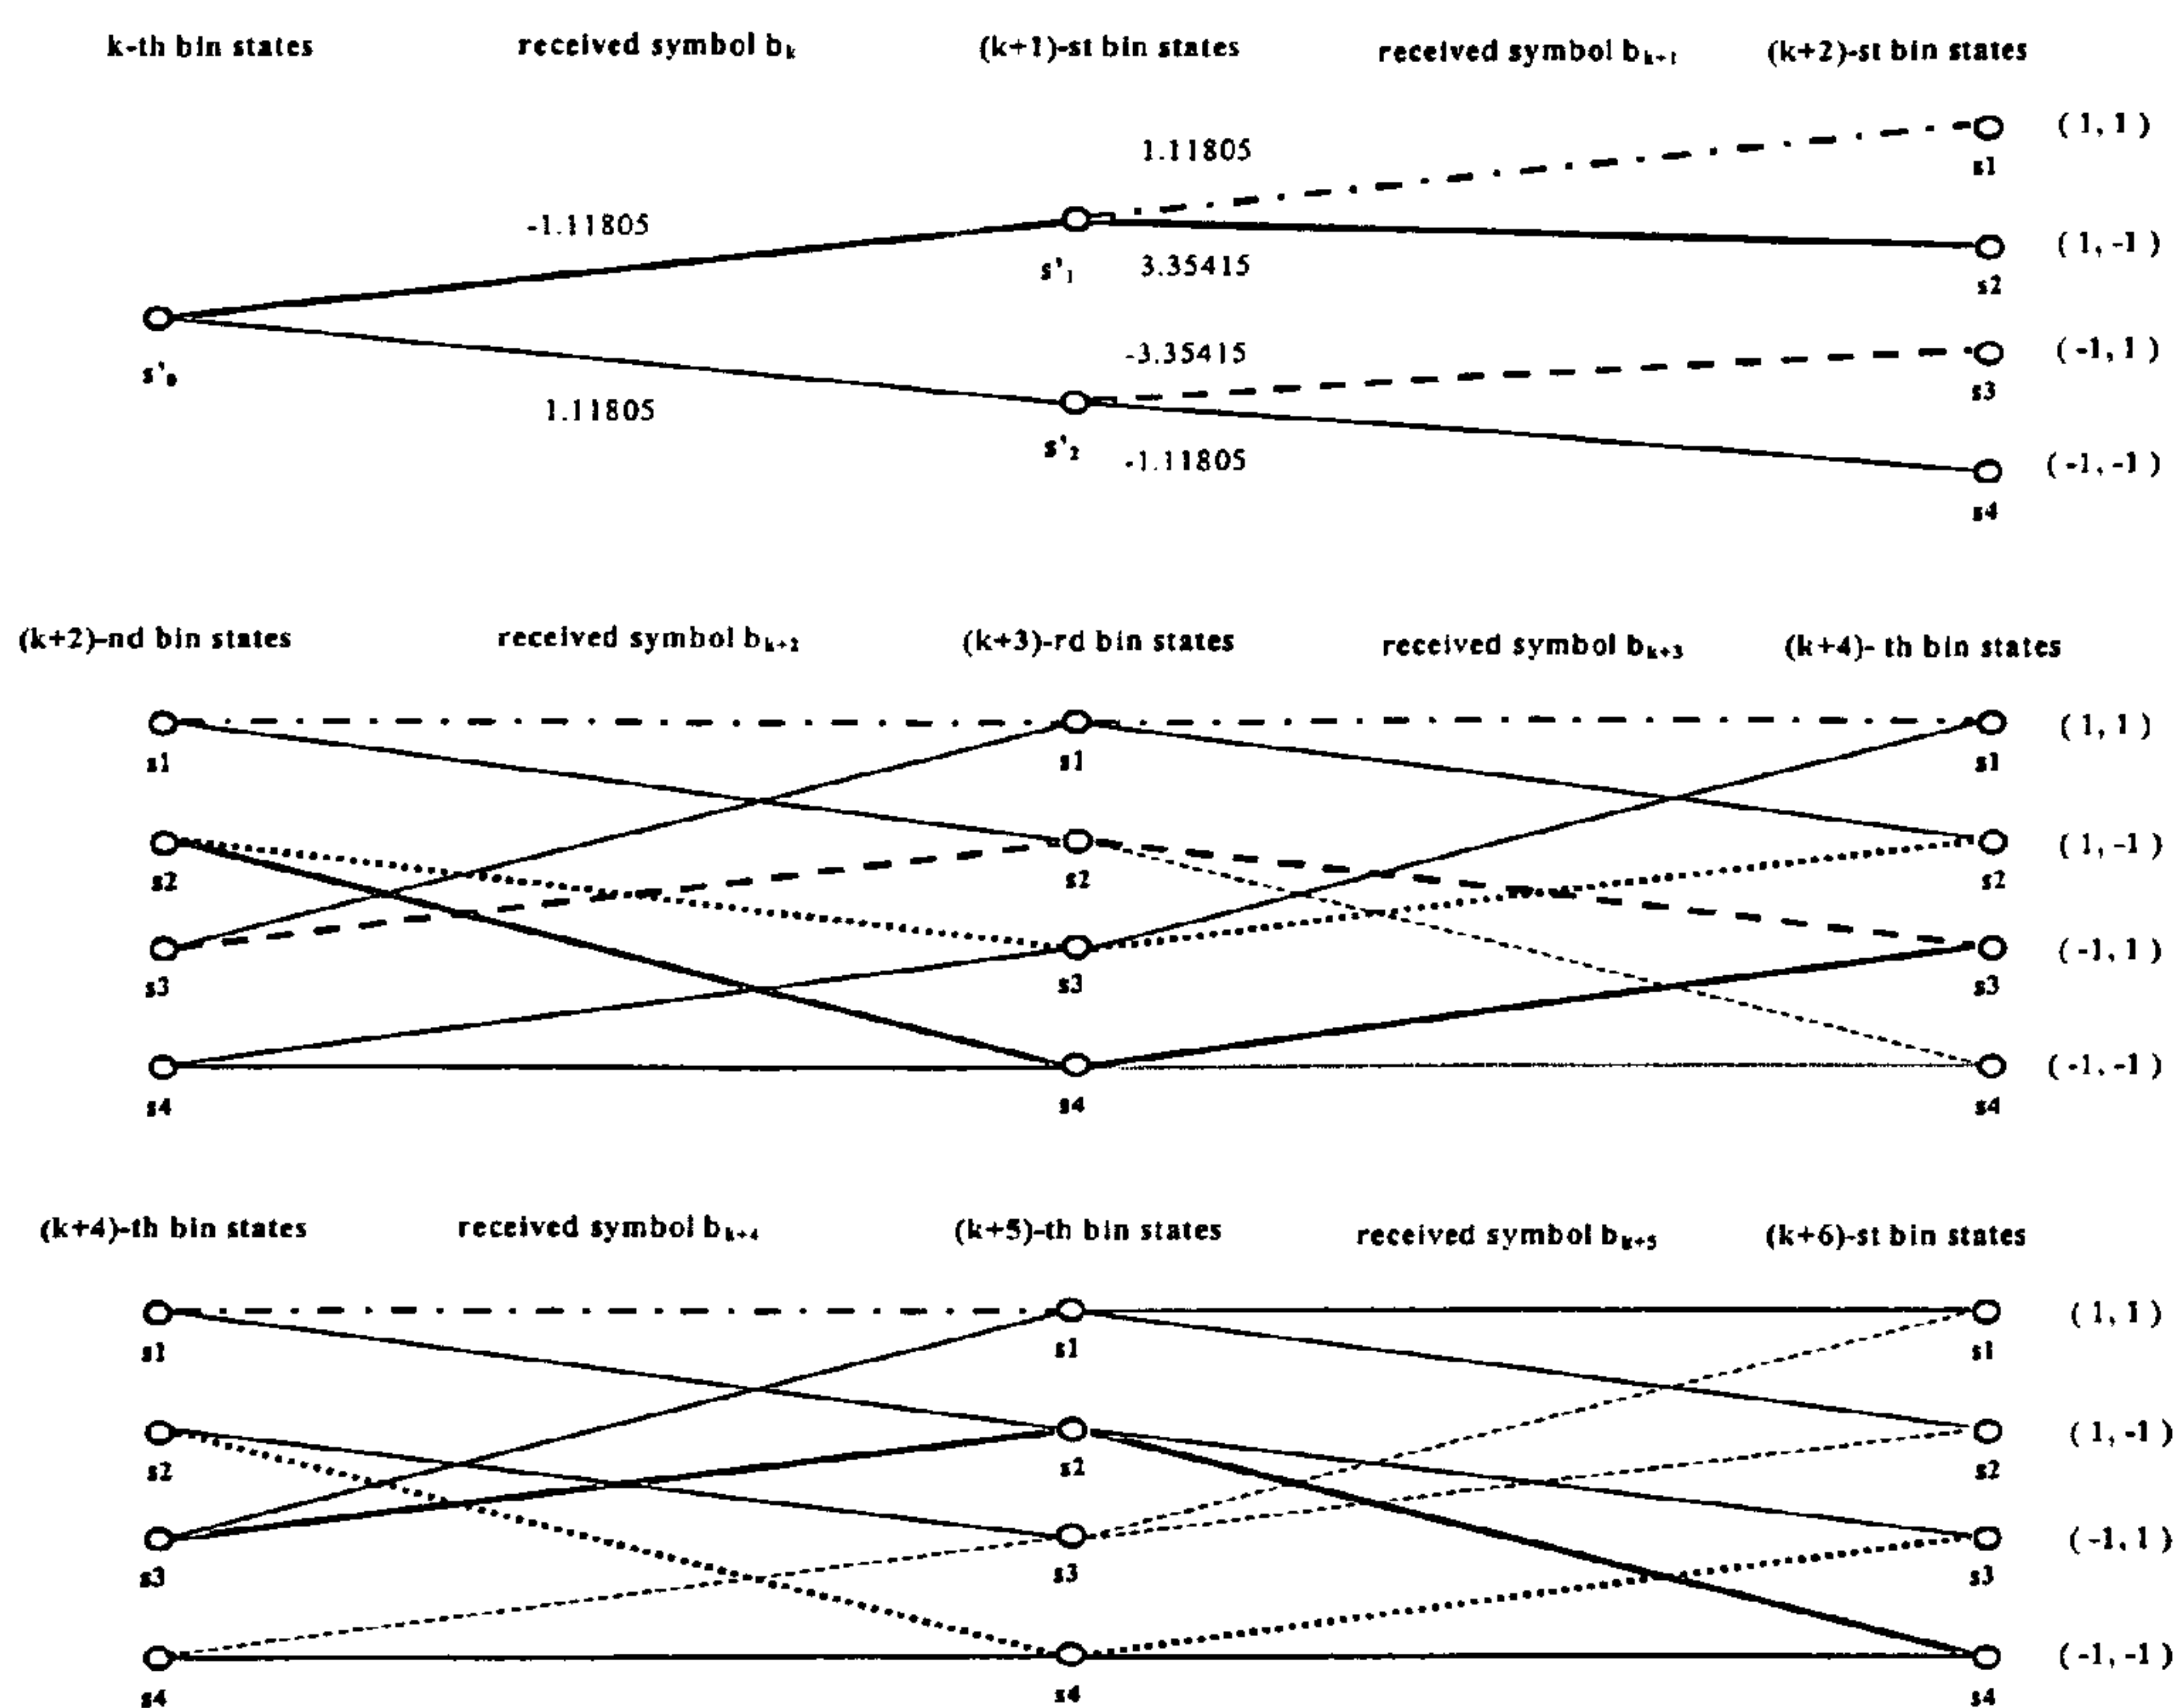 k-th bin states received symbol bₖ (k+1)-st bin states received symbol bₖ₊₁ (k+2)-st bin states
1.11805 (1, 1)
s1
-1.11805 (1, -1)
s'₁ 3.35415
s2
-3.35415 (-1, 1)
s'₀ s3
1.11805
s'₂ -1.11805 (-1, -1)
s4
(k+2)-nd bin states received symbol bₖ₊₂ (k+3)-rd bin states received symbol bₖ₊₃ (k+4)- th bin states
(1, 1)
s1 s1 s1
(1, -1)
s2 s2 s2
(-1, 1)
s3 s3 s3
(-1, -1)
s4 s4 s4
(k+4)-th bin states received symbol bₖ₊₄ (k+5)-th bin states received symbol bₖ₊₅ (k+6)-st bin states
(1, 1)
s1 s1 s1
(1, -1)
s2 s2 s2
(-1, 1)
s3 s3 s3
(-1, -1)
s4 s4 s4